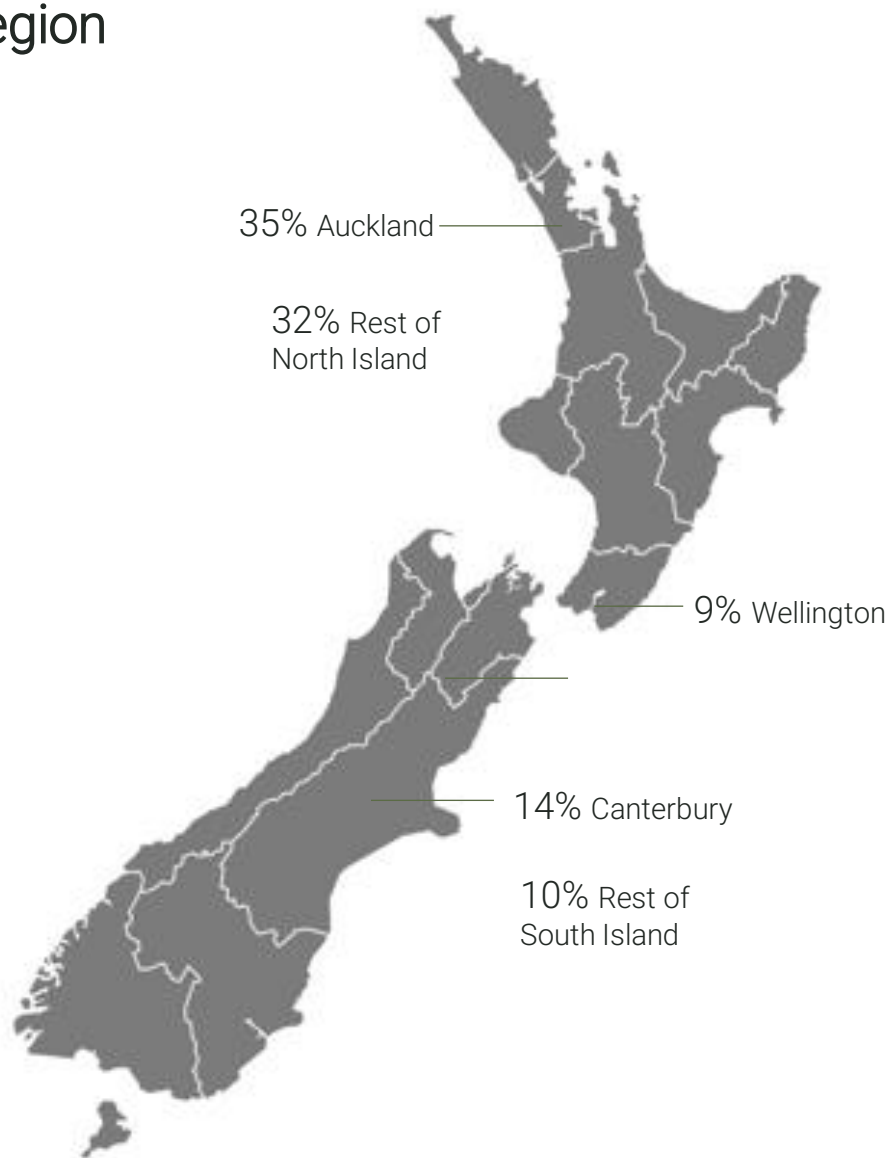 egion
35% Auckland
32% Rest of
North Island
9% Wellington
14% Canterbury
10% Rest of
South Island